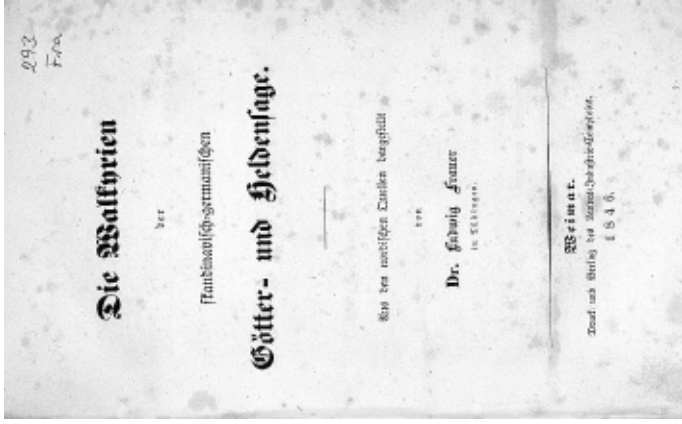 293
Fra
Die Walkyrien
der
skandinavisch-germanischen
Götter- und Heldensage.
Aus den nordischen Quellen dargestellt
von
Dr. Ludwig Frauer
in Tübingen.
Weimar.
Druck und Verlag des Landes-Industrie-Comptoirs.
1846.